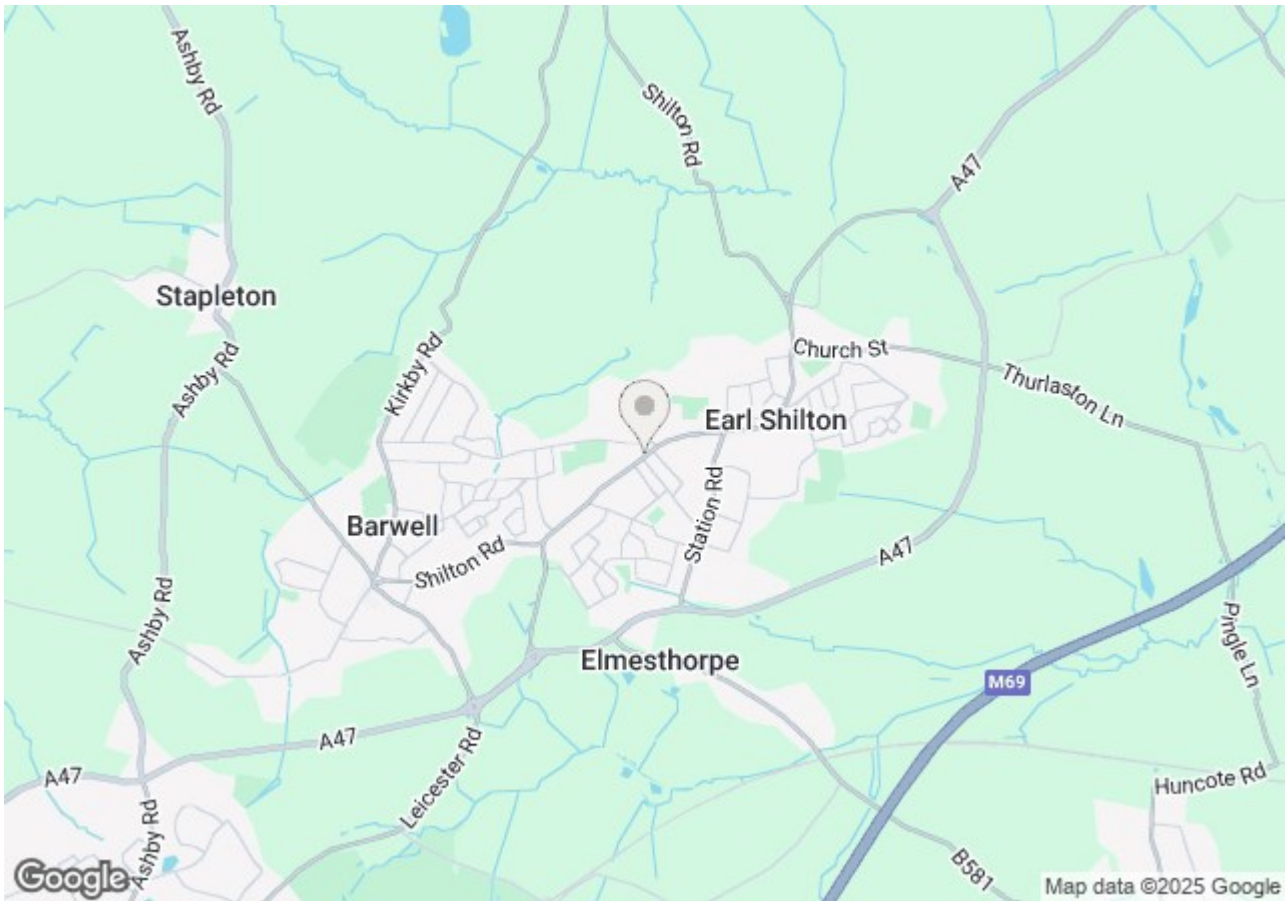 Ashby Rd
Shilton Rd
A47
Stapleton
Kirkby Rd
Church St
Thurlaston Ln
Ashby Rd
Earl Shilton
Station Rd
Barwell
Shilton Rd
A47
Ashby Rd
Elmesthorpe
Pingle Ln
M69
A47
Leicester Rd
A47
Huncote Rd
Ashby Rd
B581
Google
Map data ©2025 Google